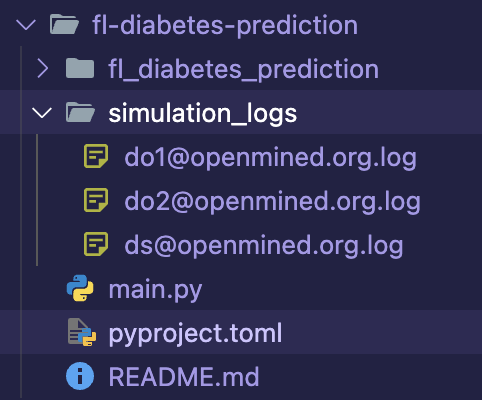 fl-diabetes-prediction
fl_diabetes_prediction
simulation_logs
do1@openmined.org.log
do2@openmined.org.log
ds@openmined.org.log
main.py
pyproject.toml
README.md